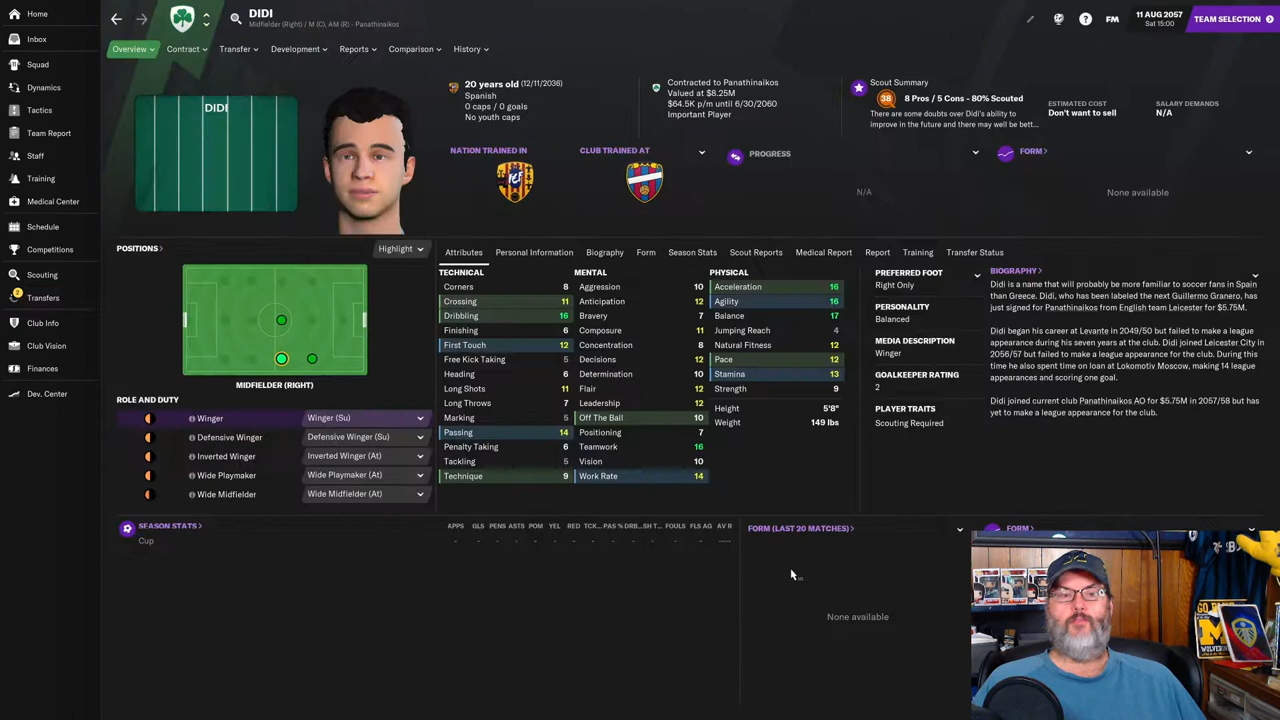 Home
DIDI
Midfielder (Right) / M (C), AM (R) - Panathinaikos
FM
11 AUG 2057
Sat 15:00
TEAM SELECTION
Inbox
Squad
Dynamics
Tactics
Team Report
Staff
Training
Medical Center
Schedule
Competitions
Scouting
2
Transfers
Club Info
Club Vision
Finances
Dev. Center
Overview
Contract
Transfer
Development
Reports
Comparison
History
DIDI
20 years old (12/11/2036)
Spanish
0 caps / 0 goals
No youth caps
Contracted to Panathinaikos
Valued at $8.25M
$64.5K p/m until 6/30/2060
Important Player
Scout Summary
38
8 Pros / 5 Cons - 80% Scouted
There are some doubts over Didi's ability to
improve in the future and there may well be bett...
ESTIMATED COST
Don't want to sell
SALARY DEMANDS
N/A
NATION TRAINED IN
CLUB TRAINED AT
PROGRESS
N/A
FORM
None available
POSITIONS
Highlight
MIDFIELDER (RIGHT)
ROLE AND DUTY
Winger Winger (Su)
Defensive Winger Defensive Winger (Su)
Inverted Winger Inverted Winger (At)
Wide Playmaker Wide Playmaker (At)
Wide Midfielder Wide Midfielder (At)
Attributes
Personal Information
Biography
Form
Season Stats
Scout Reports
Medical Report
Report
Training
Transfer Status
TECHNICAL
Corners 8
Crossing 11
Dribbling 16
Finishing 6
First Touch 12
Free Kick Taking 5
Heading 6
Long Shots 11
Long Throws 7
Marking 5
Passing 14
Penalty Taking 6
Tackling 5
Technique 9
MENTAL
Aggression 10
Anticipation 12
Bravery 7
Composure 11
Concentration 8
Decisions 12
Determination 10
Flair 12
Leadership 12
Off The Ball 10
Positioning 7
Teamwork 16
Vision 10
Work Rate 14
PHYSICAL
Acceleration 16
Agility 16
Balance 17
Jumping Reach 4
Natural Fitness 12
Pace 12
Stamina 13
Strength 9
Height 5'8"
Weight 149 lbs
PREFERRED FOOT
Right Only
PERSONALITY
Balanced
MEDIA DESCRIPTION
Winger
GOALKEEPER RATING
2
PLAYER TRAITS
Scouting Required
BIOGRAPHY
Didi is a name that will probably be more familiar to soccer fans in Spain
than Greece. Didi, who has been labeled the next Guillermo Granero, has
just signed for Panathinaikos from English team Leicester for $5.75M.
Didi began his career at Levante in 2049/50 but failed to make a league
appearance during his seven years at the club. Didi joined Leicester City in
2056/57 but failed to make a league appearance for the club. During this
time he also spent time on loan at Lokomotiv Moscow, making 14 league
appearances and scoring one goal.
Didi joined current club Panathinaikos AO for $5.75M in 2057/58 but has
yet to make a league appearance for the club.
SEASON STATS
APPS GLS PENS ASTS POM YEL RED TCK... PAS % DRB... SH T... FOULS FLS AG AV R
Cup - - - - - - - - - - - - - ----
FORM (LAST 20 MATCHES)
None available
FORM
GO
M